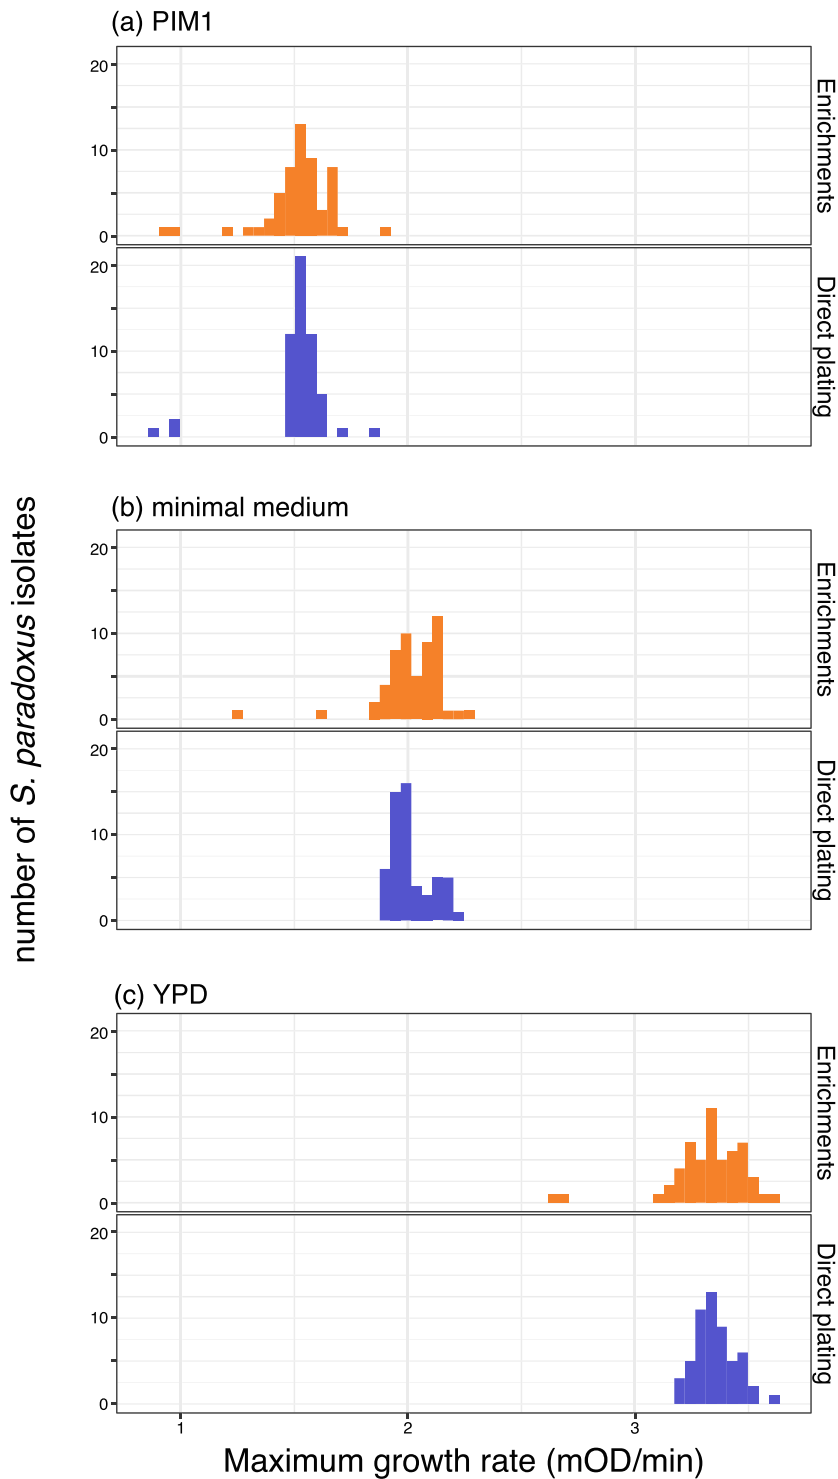 (a) PIM1
20
10
0
Enrichments
20
10
0
Direct plating
number of S. paradoxus isolates
(b) minimal medium
20
10
0
Enrichments
20
10
0
Direct plating
(c) YPD
20
10
0
Enrichments
20
10
0
Direct plating
1 2 3
Maximum growth rate (mOD/min)